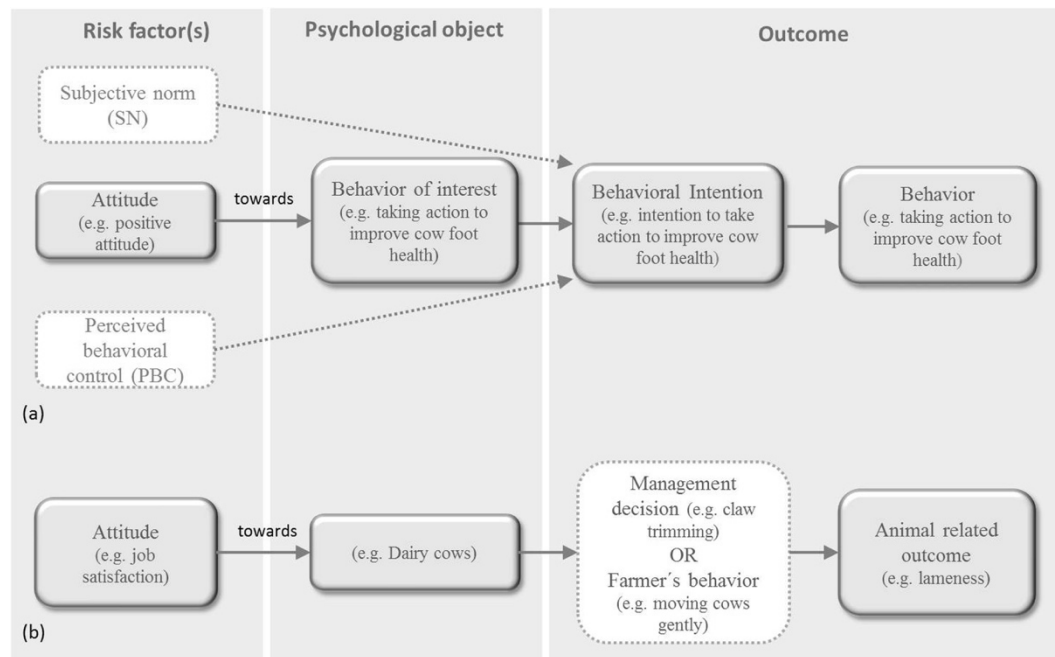 Risk factor(s)
Psychological object
Outcome
Subjective norm
(SN)
Attitude
(e.g. positive
attitude)
towards
Behavior of interest
(e.g. taking action to
improve cow foot
health)
Behavioral Intention
(e.g. intention to take
action to improve cow
foot health)
Behavior
(e.g. taking action to
improve cow foot
health)
Perceived
behavioral
control (PBC)
(a)
Attitude
(e.g. job
satisfaction)
towards
(e.g. Dairy cows)
Management
decision (e.g. claw
trimming)
OR
Farmer´s behavior
(e.g. moving cows
gently)
Animal related
outcome
(e.g. lameness)
(b)